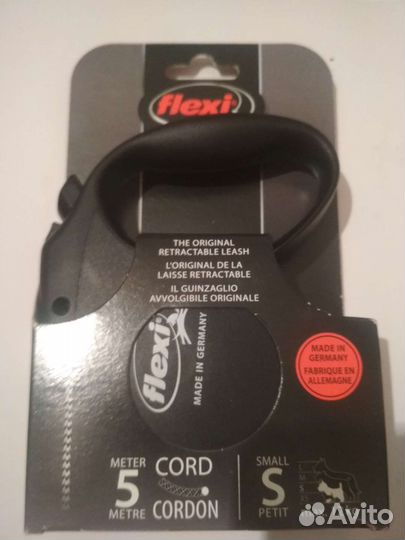 flexi®
THE ORIGINAL
RETRACTABLE LEASH
L'ORIGINAL DE LA
LAISSE RETRACTABLE
IL GUINZAGLIO
AVVOLGIBILE ORIGINALE
flexi
MADE IN GERMANY
MADE IN
GERMANY
FABRIQUE EN
ALLEMAGNE
METER
5
METRE
CORD
CORDON
SMALL
S
PETIT
L
M
S
Avito